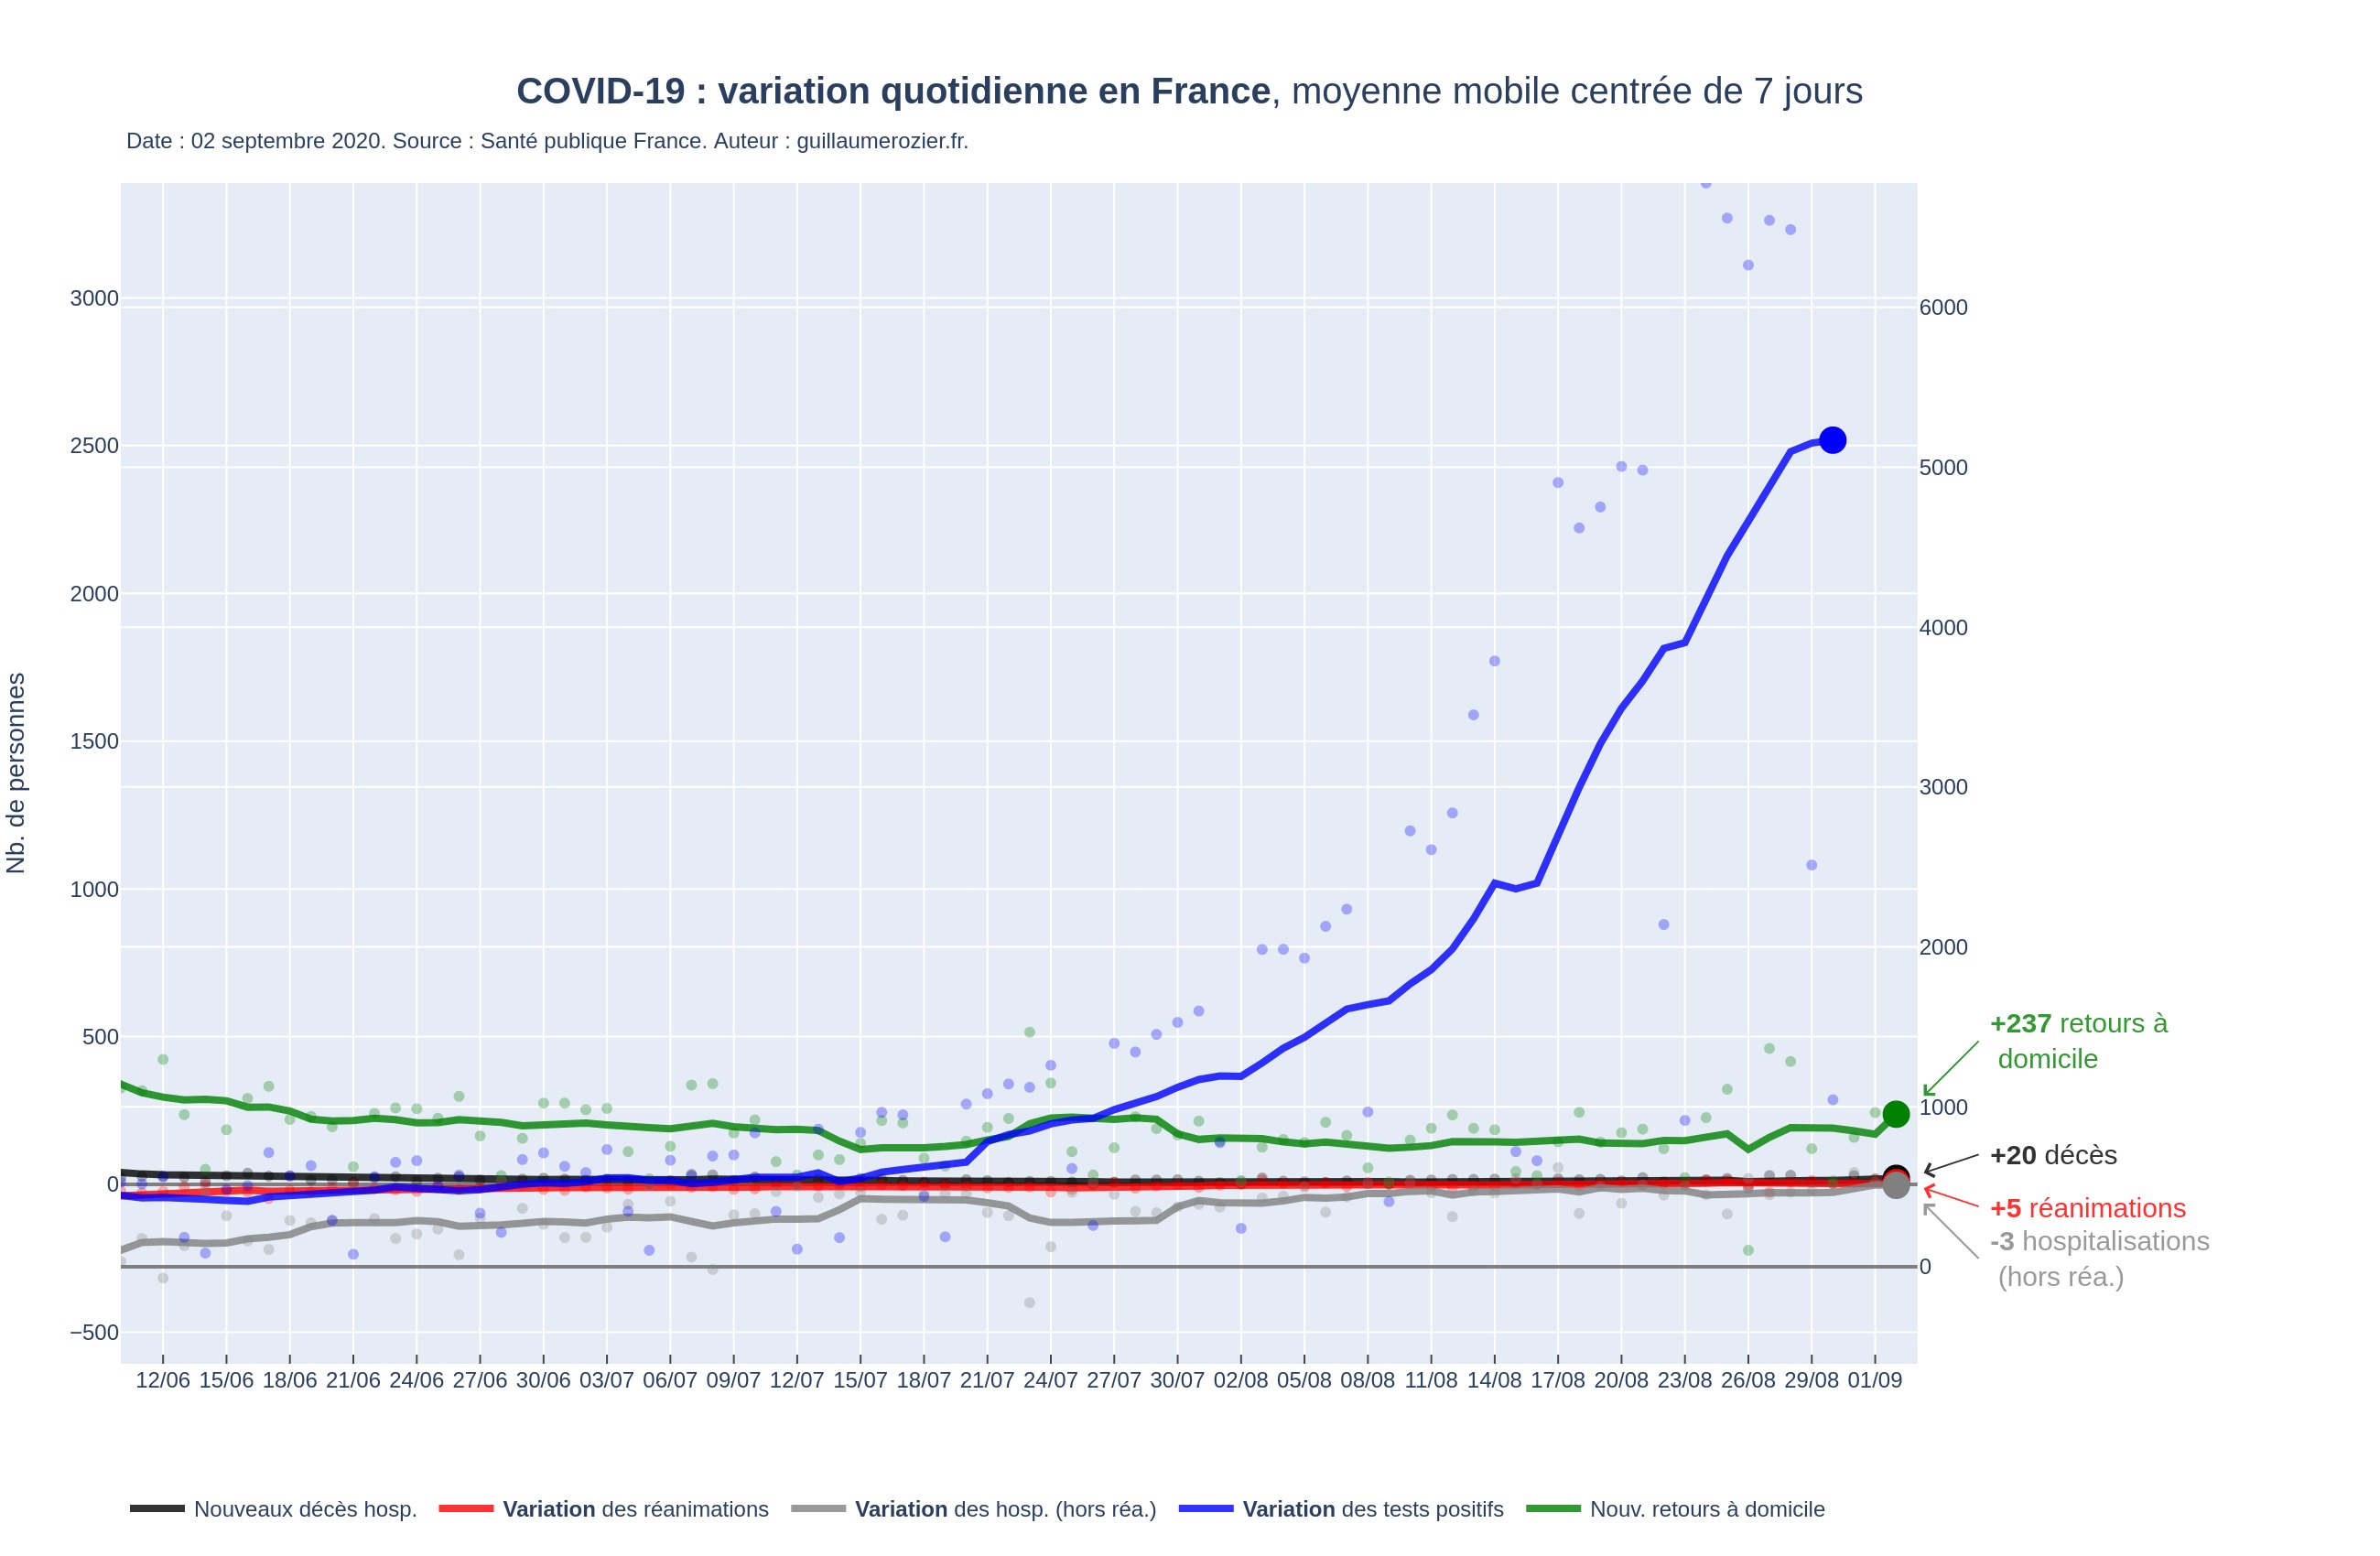 COVID-19 : variation quotidienne en France, moyenne mobile centrée de 7 jours
Date : 02 septembre 2020. Source : Santé publique France. Auteur : guillaumerozier.fr.
Nb. de personnes
3000
2500
2000
1500
1000
500
0
−500
6000
5000
4000
3000
2000
1000
0
+237 retours à
domicile
+20 décès
+5 réanimations
-3 hospitalisations
(hors réa.)
12/06 15/06 18/06 21/06 24/06 27/06 30/06 03/07 06/07 09/07 12/07 15/07 18/07 21/07 24/07 27/07 30/07 02/08 05/08 08/08 11/08 14/08 17/08 20/08 23/08 26/08 29/08 01/09
Nouveaux décès hosp. Variation des réanimations Variation des hosp. (hors réa.) Variation des tests positifs Nouv. retours à domicile